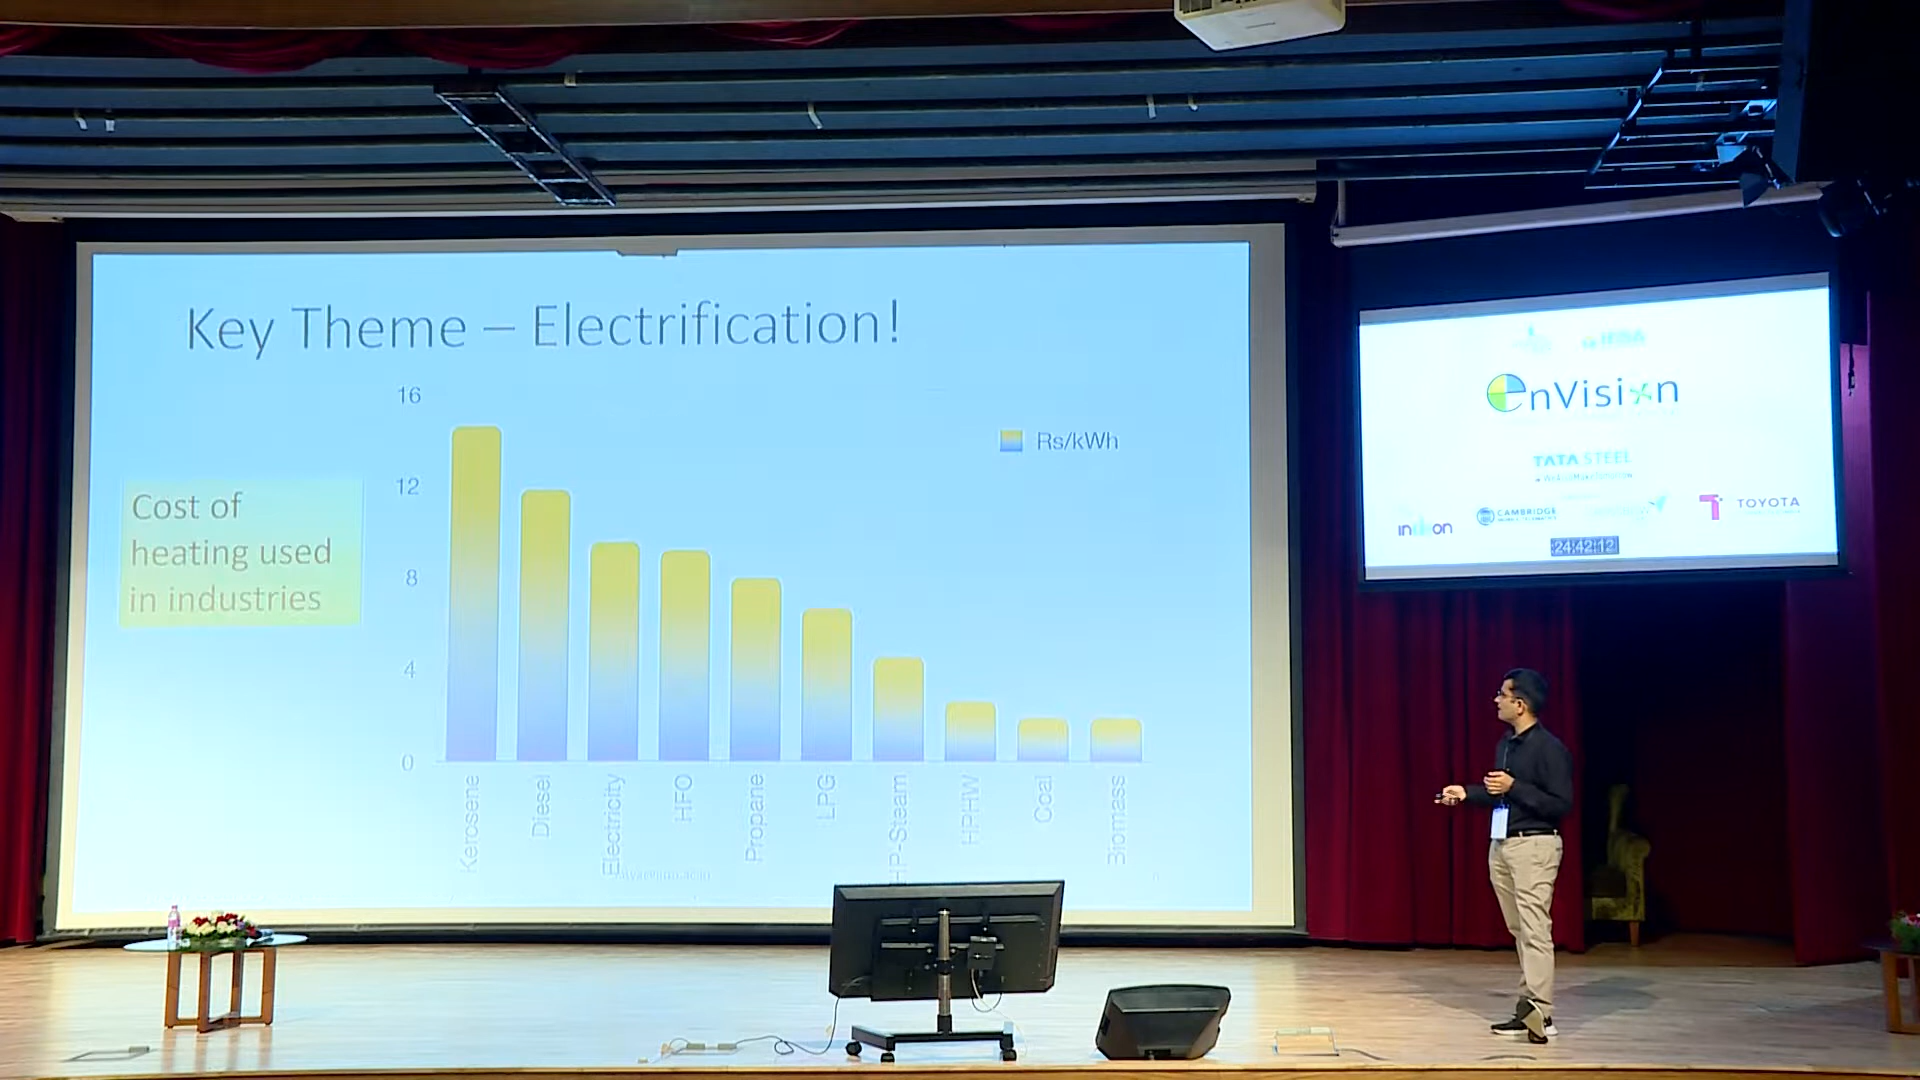 Key Theme – Electrification!
16
12
8
4
0
Rs/kWh
Cost of
heating used
in industries
Kerosene
Diesel
Electricity
HFO
Propane
LPG
HP-Steam
HPHW
Coal
Biomass
enVision
TATA STEEL
CAMBRIDGE
TOYOTA
24:42:12